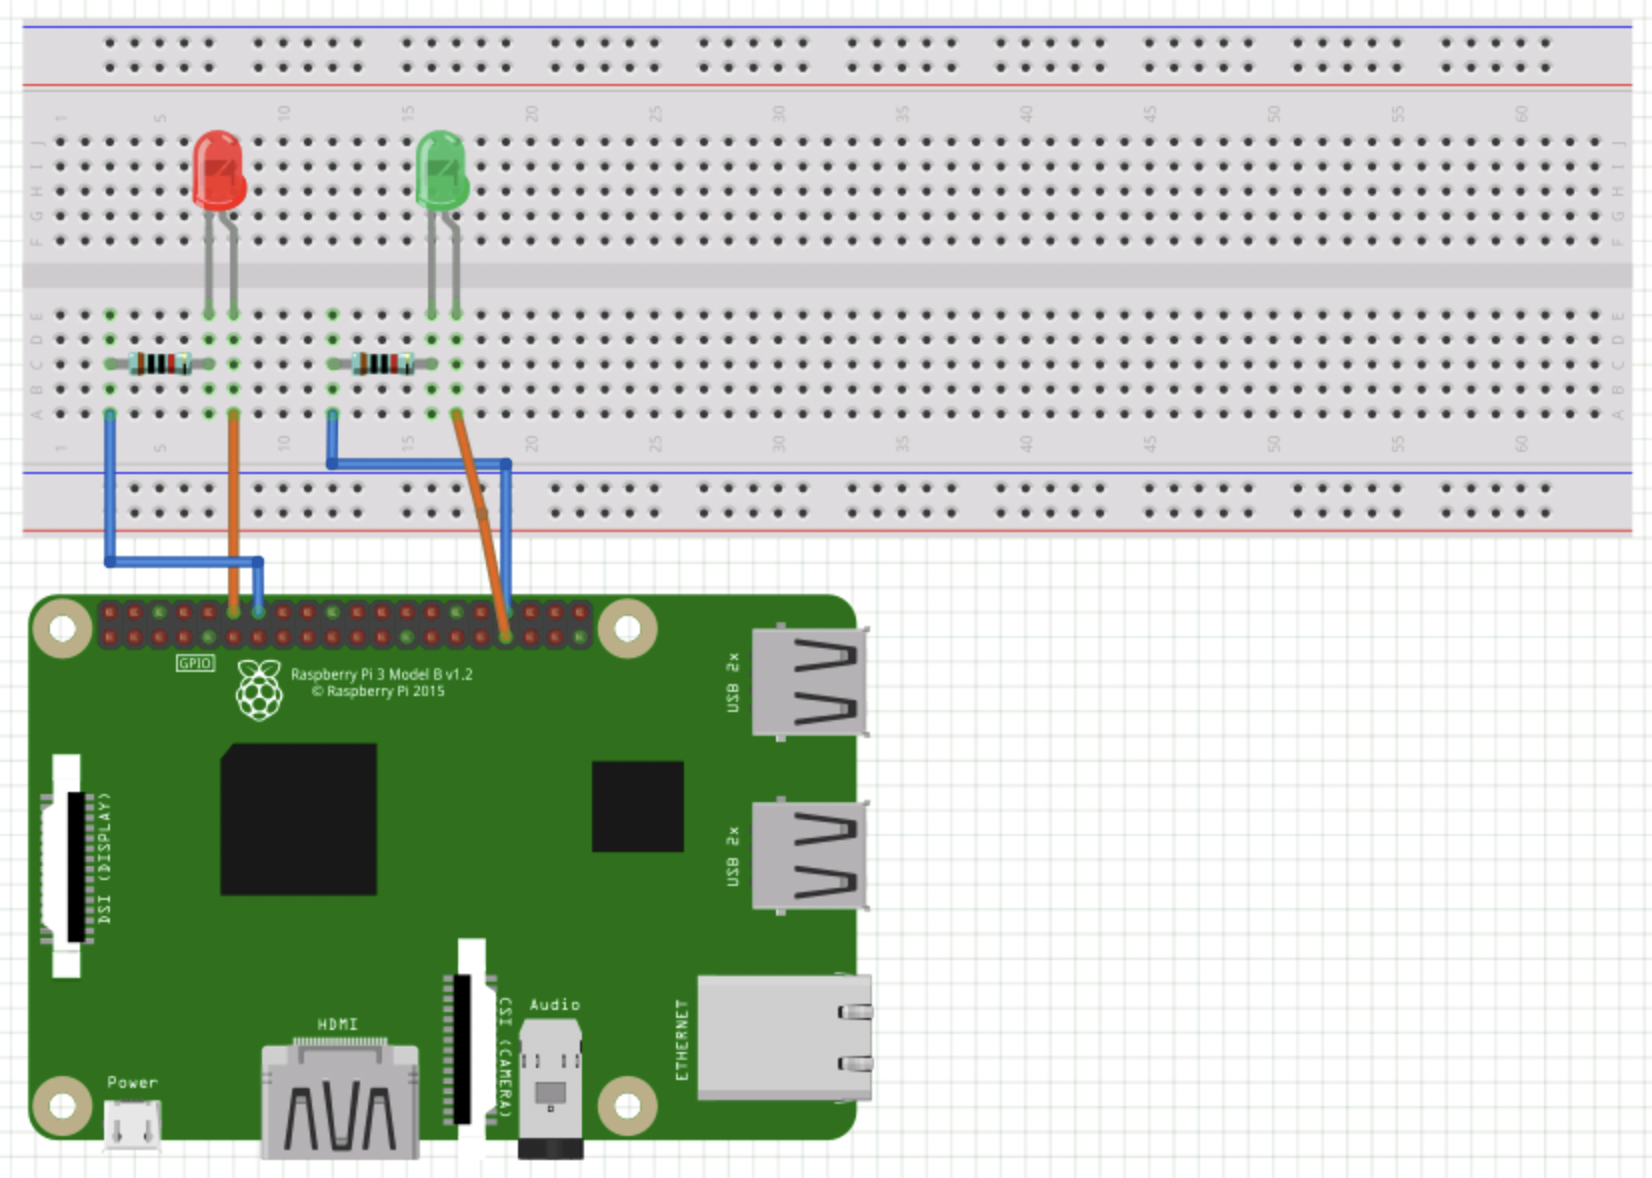 1 5 10 15 20 25 30 35 40 45 50 55 60
J J
I I
H H
G G
F F
E E
D D
C C
B B
A A
1 5 10 15 20 25 30 35 40 45 50 55 60
GPIO
Raspberry Pi 3 Model B v1.2
© Raspberry Pi 2015
USB 2x
DSI (DISPLAY)
USB 2x
CSI (CAMERA)
Audio
ETHERNET
HDMI
Power